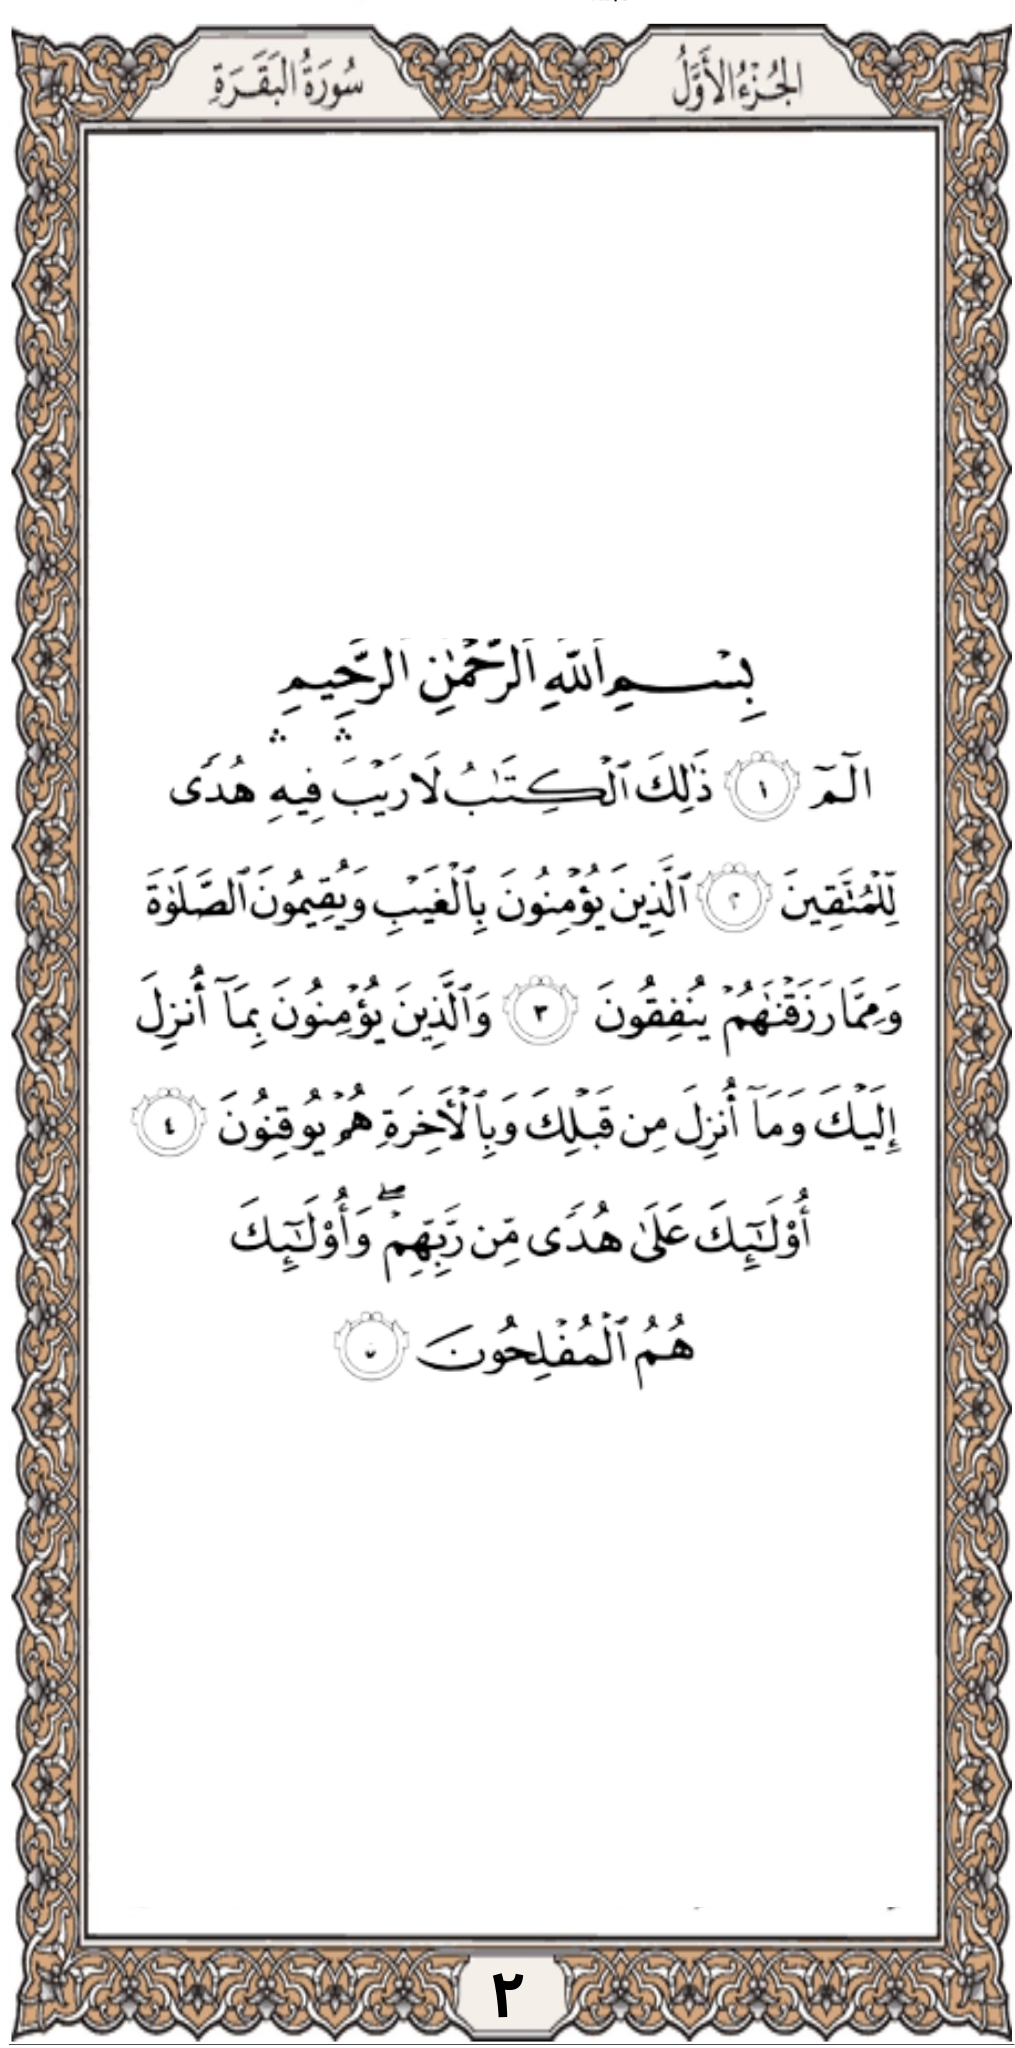 الجُزْءُ الأَوَّلُ
سُورَةُ البَقَرَةِ
بِسْمِ ٱللَّهِ ٱلرَّحْمَٰنِ ٱلرَّحِيمِ
الٓمٓ ١ ذَٰلِكَ ٱلْكِتَٰبُ لَا رَيْبَ ۛ فِيهِ ۛ هُدًى
لِّلْمُتَّقِينَ ٢ ٱلَّذِينَ يُؤْمِنُونَ بِٱلْغَيْبِ وَيُقِيمُونَ ٱلصَّلَوٰةَ
وَمِمَّا رَزَقْنَٰهُمْ يُنفِقُونَ ٣ وَٱلَّذِينَ يُؤْمِنُونَ بِمَآ أُنزِلَ
إِلَيْكَ وَمَآ أُنزِلَ مِن قَبْلِكَ وَبِٱلْأَخِرَةِ هُمْ يُوقِنُونَ ٤
أُو۟لَٰٓئِكَ عَلَىٰ هُدًى مِّن رَّبِّهِمْ ۖ وَأُو۟لَٰٓئِكَ
هُمُ ٱلْمُفْلِحُونَ ٥
٢